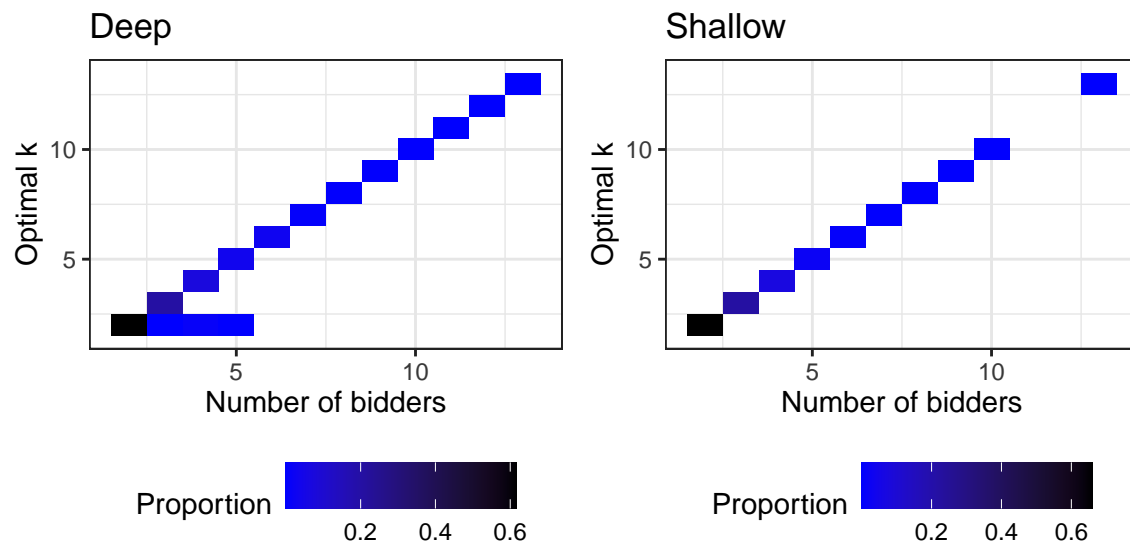 Deep
Optimal k
10
5
5 10
Number of bidders
Proportion
0.2 0.4 0.6
Shallow
Optimal k
10
5
5 10
Number of bidders
Proportion
0.2 0.4 0.6